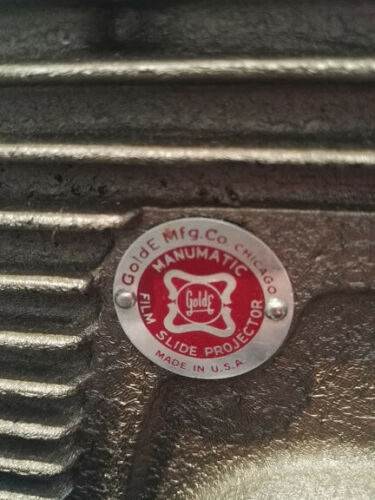 GoldE Mfg.Co. CHICAGO
MANUMATIC
GoldE
FILM SLIDE PROJECTOR
MADE IN U.S.A.